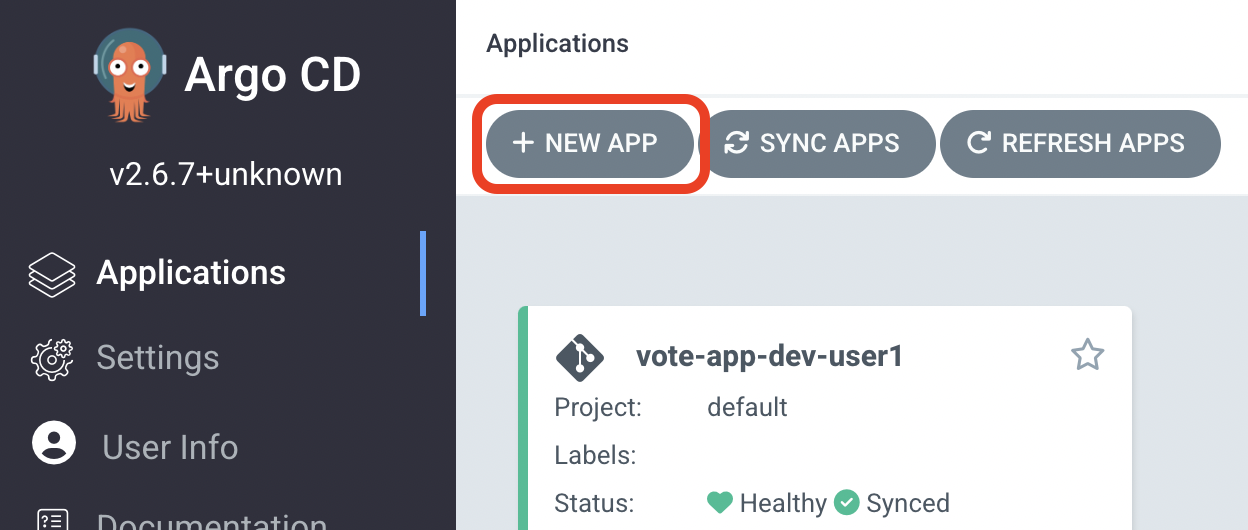 Argo CD
v2.6.7+unknown
Applications
Settings
User Info
Documentation
Applications
+ NEW APP
SYNC APPS
REFRESH APPS
vote-app-dev-user1
Project: default
Labels:
Status: Healthy Synced